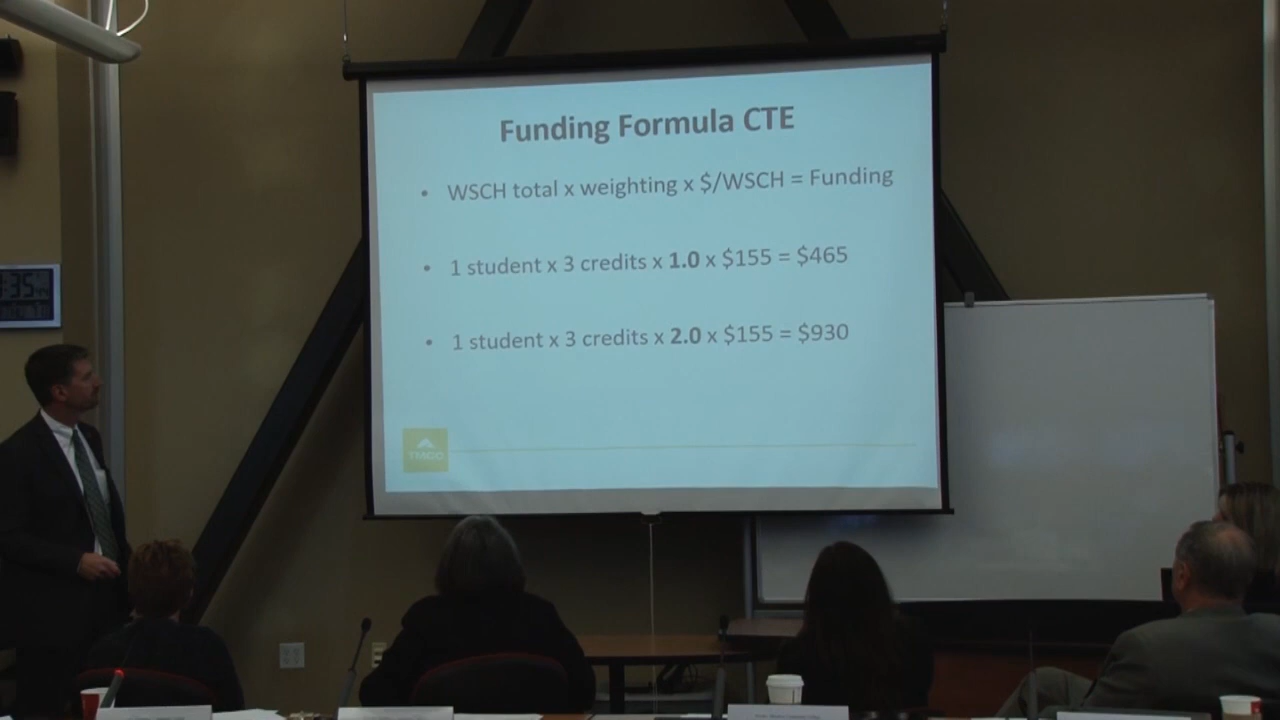 Funding Formula CTE
• WSCH total x weighting x $/WSCH = Funding
• 1 student x 3 credits x 1.0 x $155 = $465
• 1 student x 3 credits x 2.0 x $155 = $930
TMCC
:35